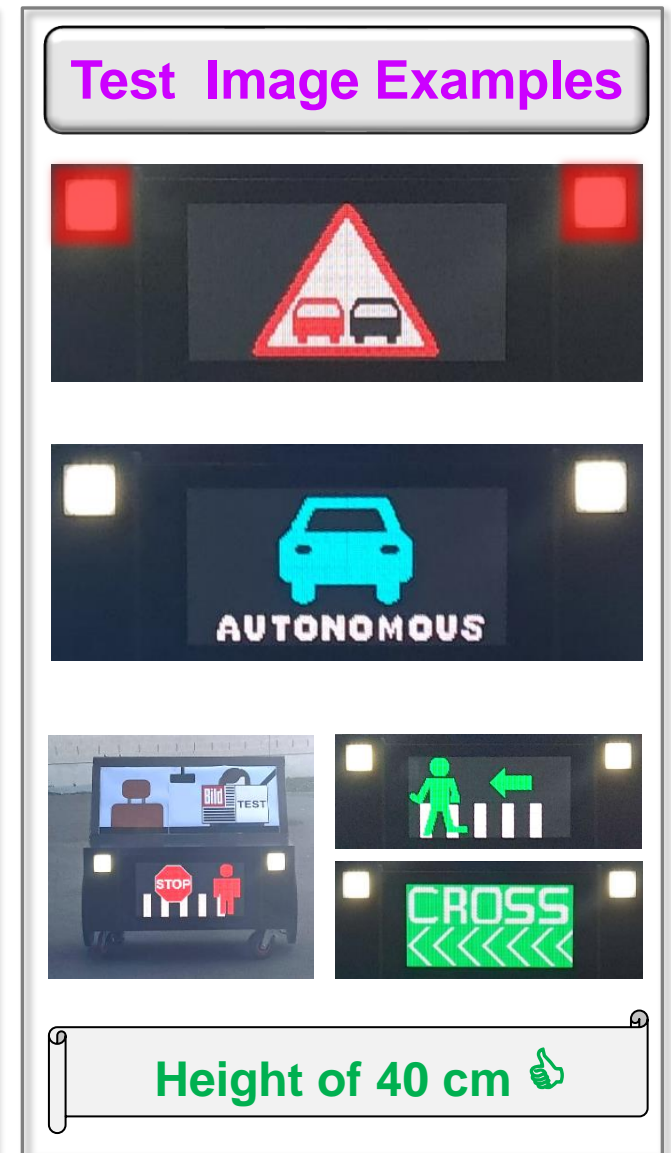 Test Image Examples
AUTONOMOUS
Bild
TEST
STOP
CROSS
Height of 40 cm